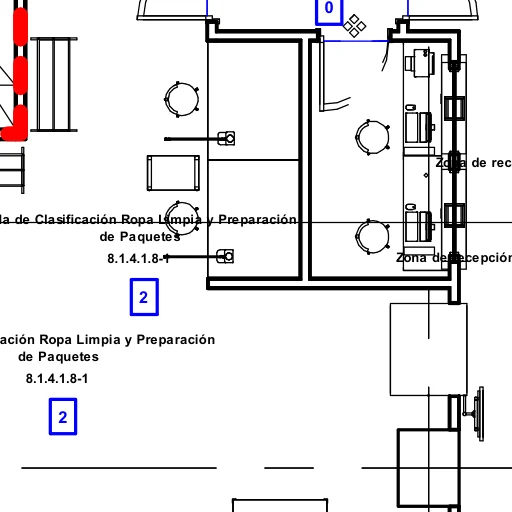 0
Zona de rec
la de Clasificación Ropa Limpia y Preparación
de Paquetes
8.1.4.1.8-1
Zona de recepción
2
ación Ropa Limpia y Preparación
de Paquetes
8.1.4.1.8-1
2